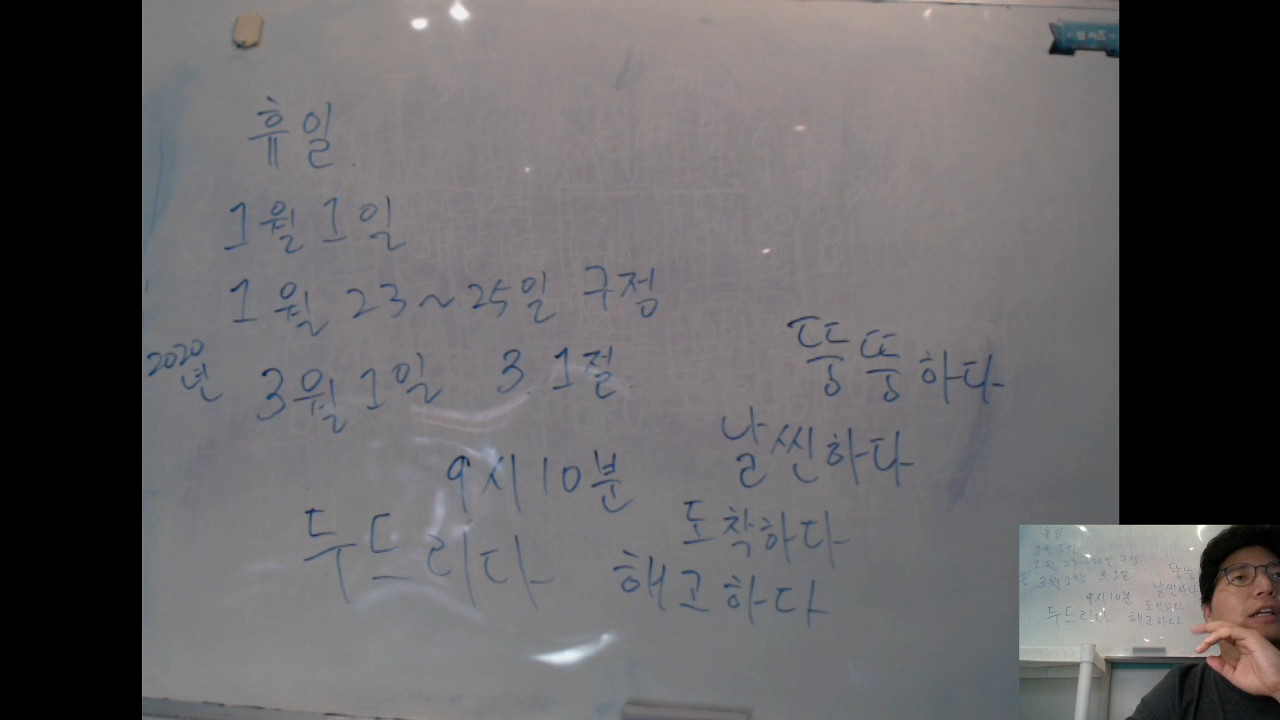 휴일.
1월 1일
1월 23~25일 구정
2020년
3월 1일 3.1절.
뚱뚱하다
날씬하다
9시 10분
도착하다
두드리다
해고하다